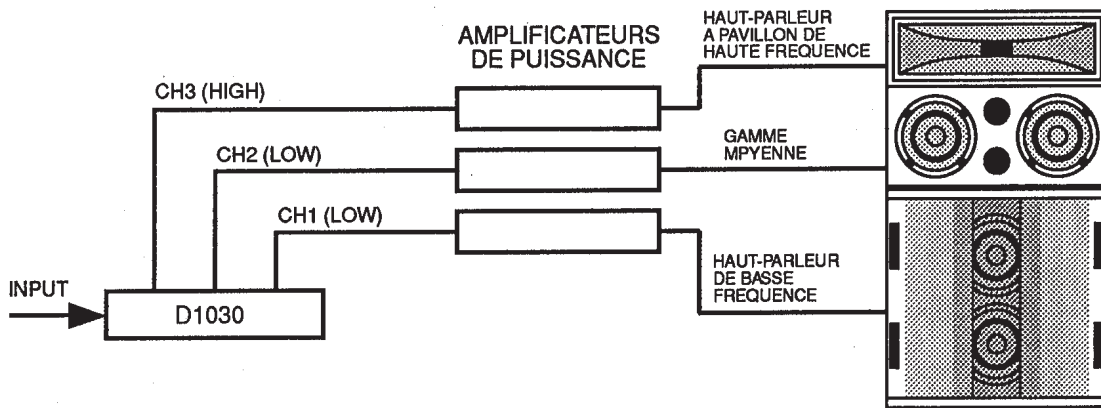 HAUT-PARLEUR
A PAVILLON DE
HAUTE FREQUENCE
AMPLIFICATEURS
DE PUISSANCE
CH3 (HIGH)
GAMME
MPYENNE
CH2 (LOW)
CH1 (LOW)
HAUT-PARLEUR
DE BASSE
FREQUENCE
INPUT
D1030